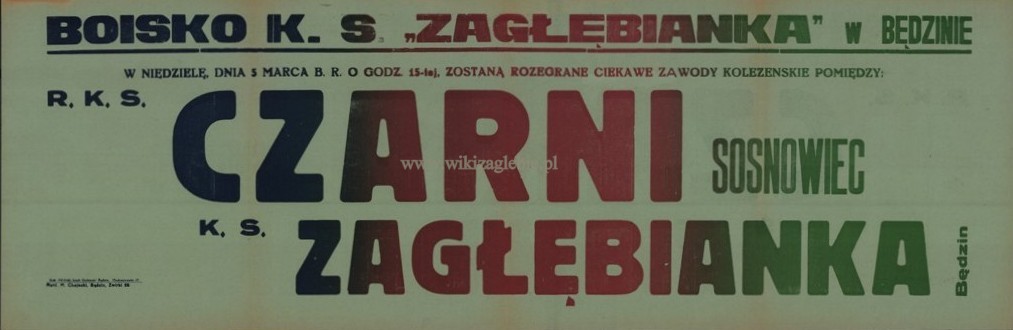 BOISKO K. S. „ZAGŁĘBIANKA” w BĘDZINIE
W NIEDZIELĘ, DNIA 5 MARCA B. R. O GODZ. 15-tej, ZOSTANĄ ROZEGRANE CIEKAWE ZAWODY KOLEZENSKIE POMIĘDZY:
R. K. S.
CZARNI SOSNOWIEC
www.wikizaglebie.pl
K. S.
ZAGŁĘBIANKA Będzin